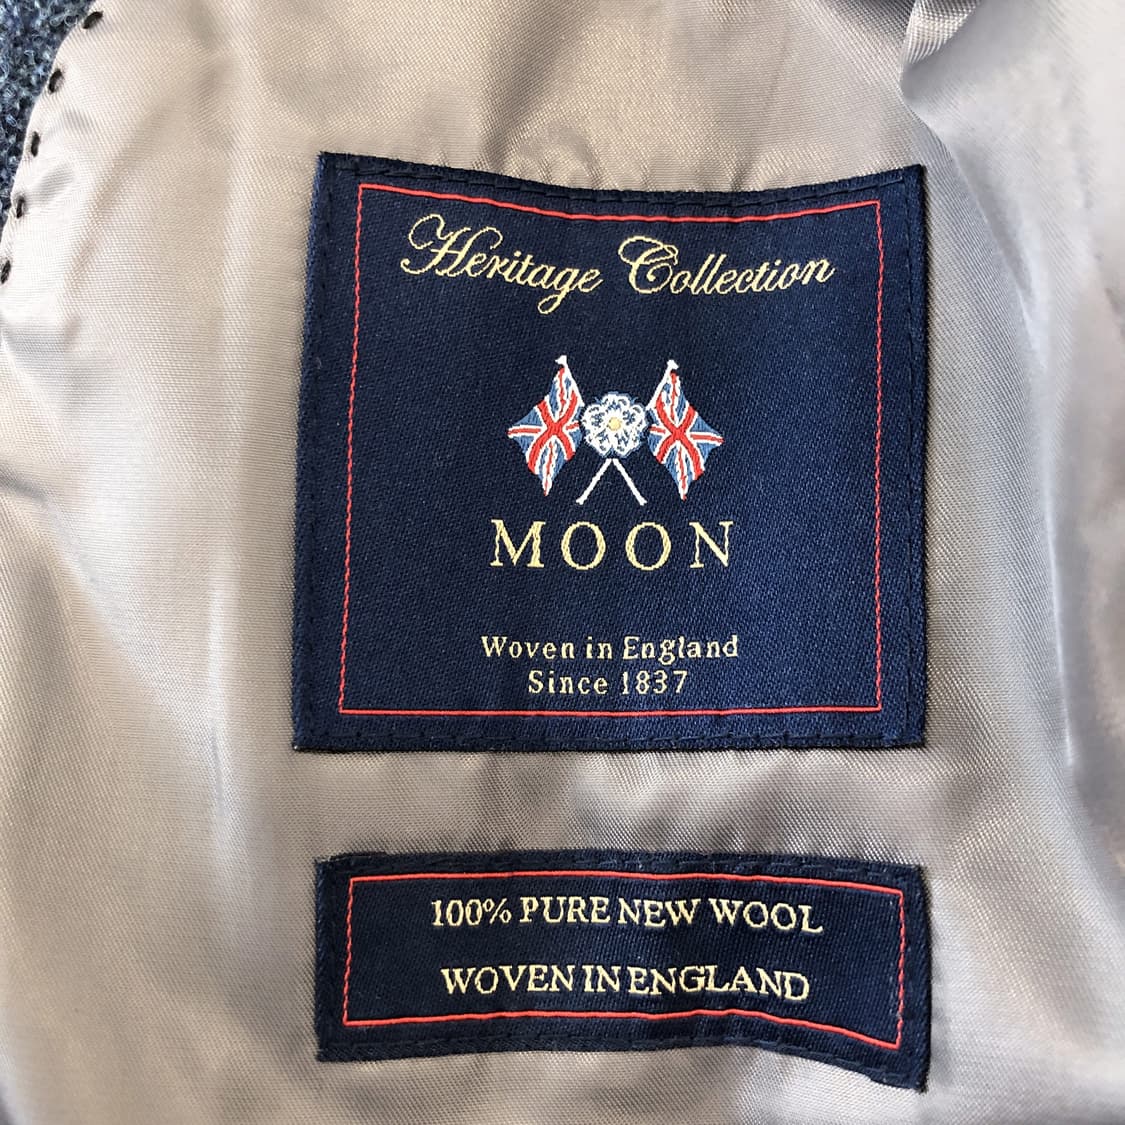 Heritage Collection
MOON
Woven in England
Since 1837
100% PURE NEW WOOL
WOVEN IN ENGLAND